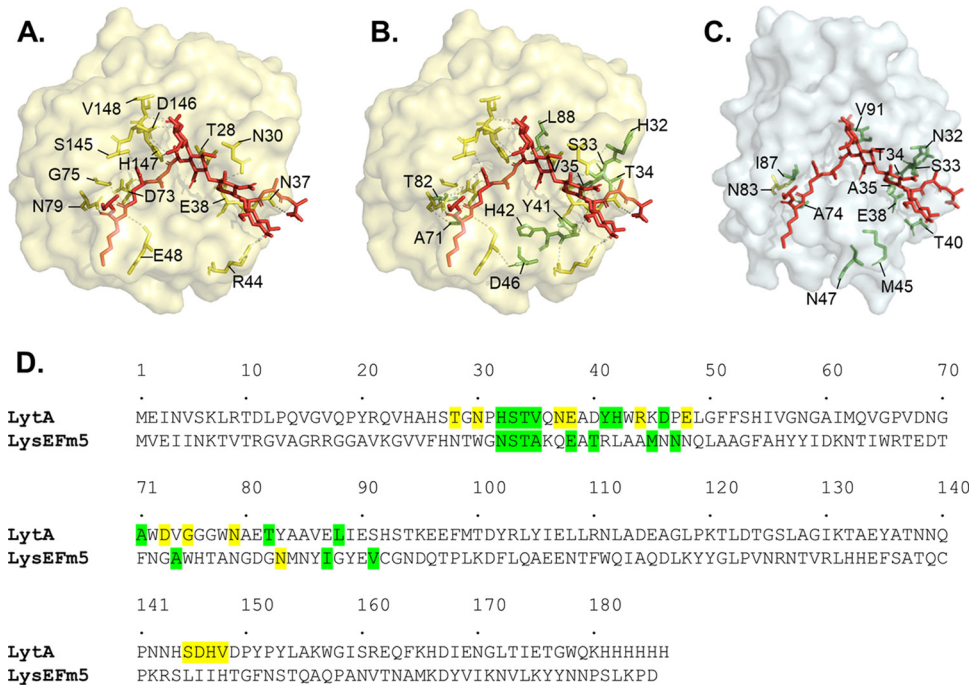 A.
B.
C.
V148 D146
T28 N30
S145
H147
G75
D73
N37
N79
E38
E48
R44
L88 H32
S33
V35
T34
T82
H42 Y41
A71
D46
V91
N32
T34
S33
I87
N83
A35
A74
E38
T40
N47 M45
D.
1 10 20 30 40 50 60 70
LytA MEINVSKLRTDLPQVGVQPYRQVHAHSTGNPHSTVQNEADYHWRKDPELGFFSHIVGNGAIMQVGPVDNG
LysEFm5 MVEIINKTVTRGVAGRRGGAVKGVVFHNTWGNSTAKQEATRLAAMNNNQLAAGFAHYYIDKNTIWRTEDT
71 80 90 100 110 120 130 140
LytA AWDVGGGWNAETYAAVELIESHSTKEEFMTDYRLYIELLRNLADEAGLPKTLDTGSLAGIKTAEYATNNQ
LysEFm5 FNGAWHTANGDGNMNYIGYEVCGNDQTPLKDFLQAEENTFWQIAQDLKYYGLPVNRNTVRLHHEFSATQC
141 150 160 170 180
LytA PNNHSDHVDPYPYLAKWGISREQFKHDIENGLTIETGWQKHHHHHH
LysEFm5 PKRSLIIHTGFNSTQAQPANVTNAMKDYVIKNVLKYYNNPSLKPD